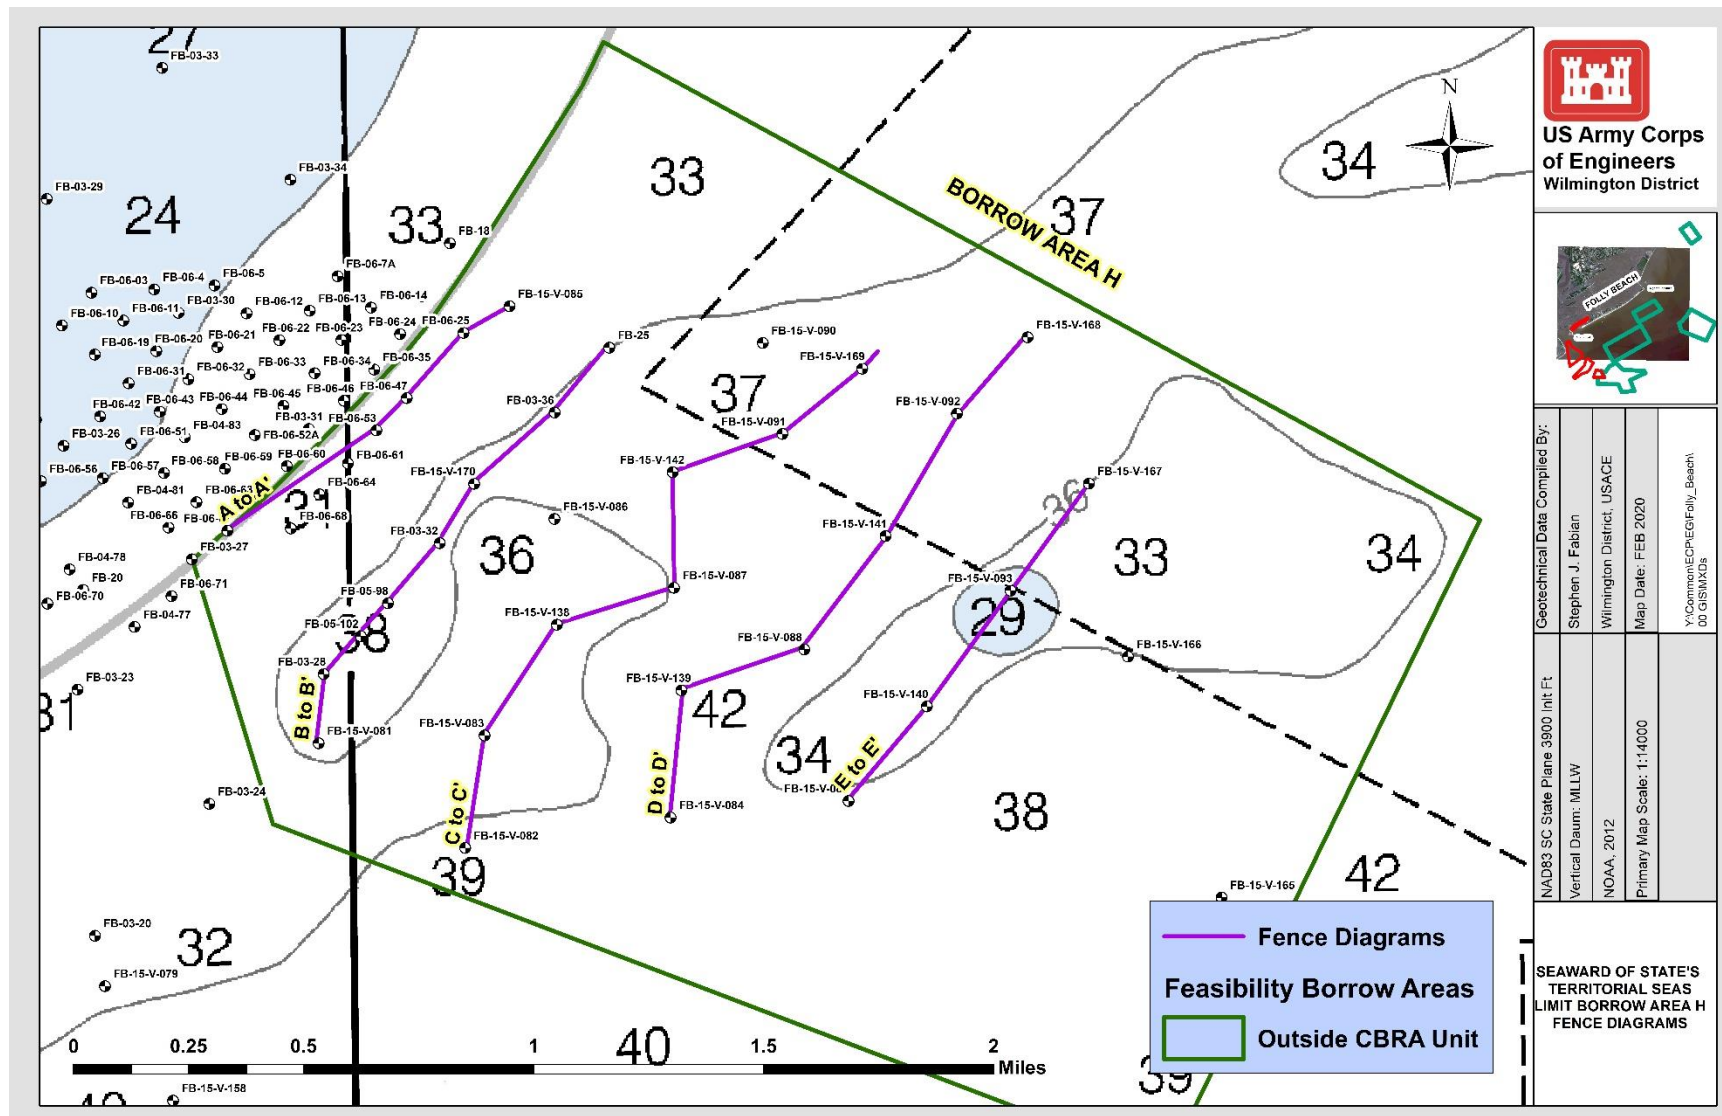 27
FB-03-33
FB-03-34
FB-03-29
24
33
33
34
37
N
BORROW AREA H
FB-18
FB-06-7A
FB-06-03
FB-06-4
FB-06-5
FB-03-30
FB-06-10
FB-06-11
FB-06-12
FB-06-13
FB-06-14
FB-15-V-085
FB-06-19
FB-06-20
FB-06-21
FB-06-22
FB-06-23
FB-06-24
FB-06-25
FB-25
FB-15-V-090
FB-15-V-168
FB-06-31
FB-06-32
FB-06-33
FB-06-34
FB-06-35
FB-15-V-169
FB-06-42
FB-06-43
FB-06-44
FB-06-45
FB-06-46
FB-06-47
37
FB-03-36
FB-15-V-092
FB-03-26
FB-06-51
FB-04-83
FB-03-31
FB-06-53
FB-06-52A
FB-15-V-091
FB-06-56
FB-06-57
FB-06-58
FB-06-59
FB-06-60
FB-06-61
FB-15-V-170
FB-15-V-142
FB-15-V-167
FB-04-81
FB-06-63
FB-06-64
A to A'
31
36
FB-06-66
FB-06-68
FB-15-V-086
FB-15-V-141
FB-03-32
36
33
34
FB-03-27
FB-04-78
FB-20
FB-06-70
FB-06-71
FB-04-77
FB-05-98
FB-15-V-087
FB-15-V-093
29
FB-15-V-138
FB-05-102
38
FB-15-V-088
FB-15-V-166
FB-03-28
FB-03-23
31
B to B'
FB-15-V-139
42
FB-15-V-140
FB-15-V-081
FB-15-V-083
34
E to E'
D to D'
C to C'
FB-03-24
FB-15-V-084
38
FB-15-V-082
39
42
FB-15-V-165
FB-03-20
32
FB-15-V-079
40
39
FB-15-V-158
0 0.25 0.5 1 1.5 2
Miles
Fence Diagrams
Feasibility Borrow Areas
Outside CBRA Unit
US Army Corps
of Engineers
Wilmington District
FOLLY BEACH
Geotechnical Data Compiled By:
Stephen J. Fabian
Wilmington District, USACE
Map Date: FEB 2020
Y:\Common\ECP\EG\Folly_Beach\
00 GIS\MXDs
NAD83 SC State Plane 3900 Intl Ft
Vertical Daum: MLLW
NOAA, 2012
Primary Map Scale: 1:14000
SEAWARD OF STATE'S
TERRITORIAL SEAS
LIMIT BORROW AREA H
FENCE DIAGRAMS